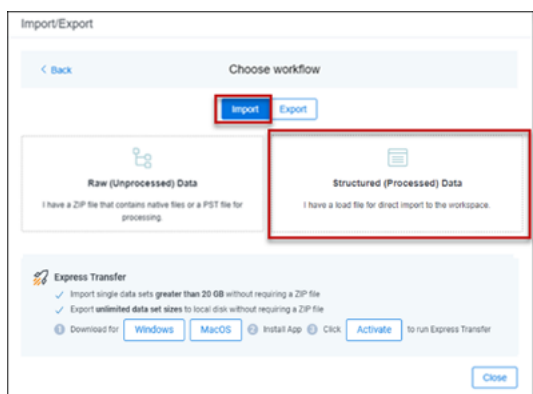 Import/Export
< Back
Choose workflow
Import Export
Raw (Unprocessed) Data
I have a ZIP file that contains native files or a PST file for
processing.
Structured (Processed) Data
I have a load file for direct import to the workspace.
Express Transfer
✓ Import single data sets greater than 20 GB without requiring a ZIP file
✓ Export unlimited data set sizes to local disk without requiring a ZIP file
1 Download for Windows MacOS 2 Install App 3 Click Activate to run Express Transfer
Close